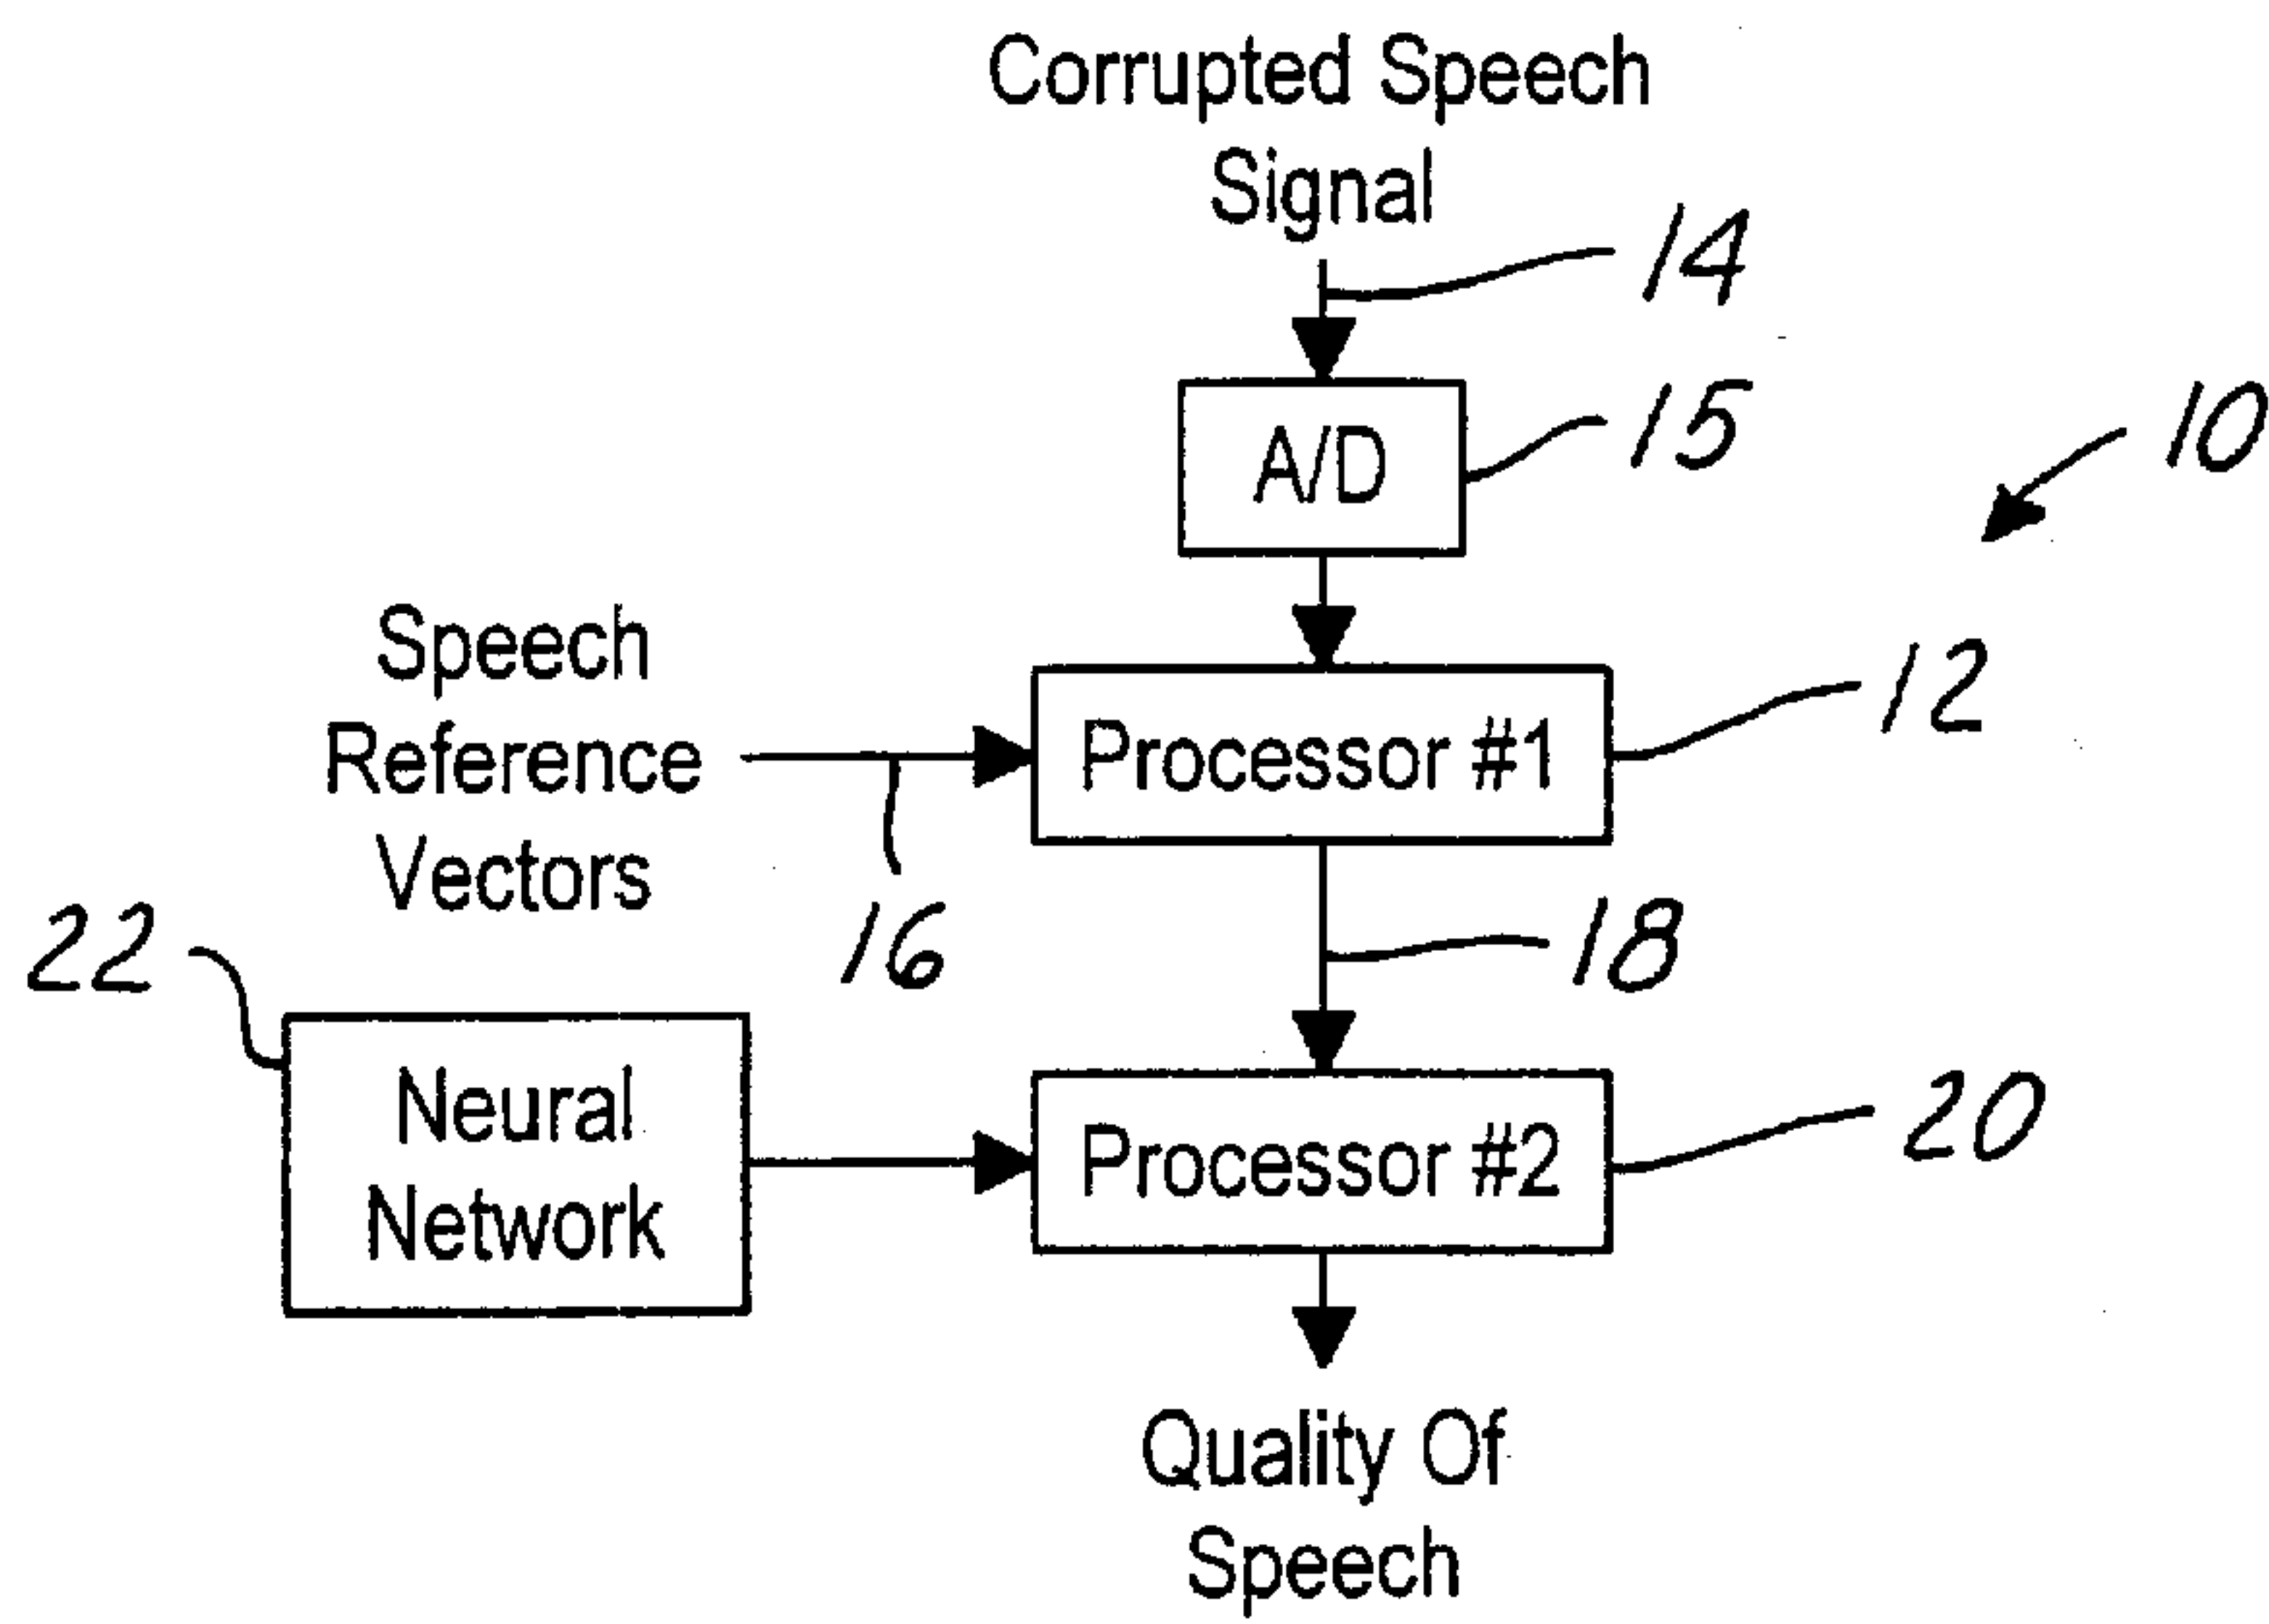 Corrupted Speech
Signal
14
A/D
15
10
Speech
Reference
Vectors
16
Processor #1
12
18
22
Neural
Network
Processor #2
20
Quality Of
Speech